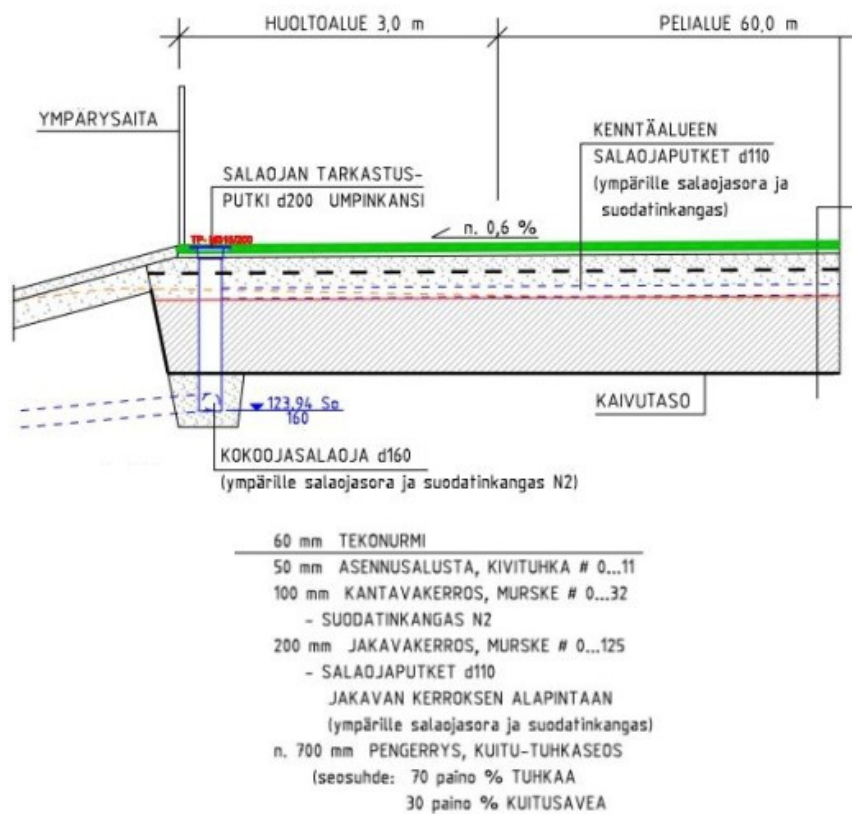 HUOLTOALUE 3,0 m
PELIALUE 60,0 m
YMPÄRYSAITA
KENNTÄALUEEN
SALAOJAPUTKET d110
(ympärille salaojasora ja
suodatinkangas)
SALAOJAN TARKASTUS-
PUTKI d200 UMPINKANSI
n. 0,6 %
123,94 So
160
KAIVUTASO
KOKOOJASALAOJA d160
(ympärille salaojasora ja suodatinkangas N2)
60 mm TEKONURMI
50 mm ASENNUSALUSTA, KIVITUHKA # 0...11
100 mm KANTAVAKERROS, MURSKE # 0...32
- SUODATINKANGAS N2
200 mm JAKAVAKERROS, MURSKE # 0...125
- SALAOJAPUTKET d110
JAKAVAN KERROKSEN ALAPINTAAN
(ympärille salaojasora ja suodatinkangas)
n. 700 mm PENGERRYS, KUITU-TUHKASEOS
(seosuhde: 70 paino % TUHKAA
30 paino % KUITUSAVEA